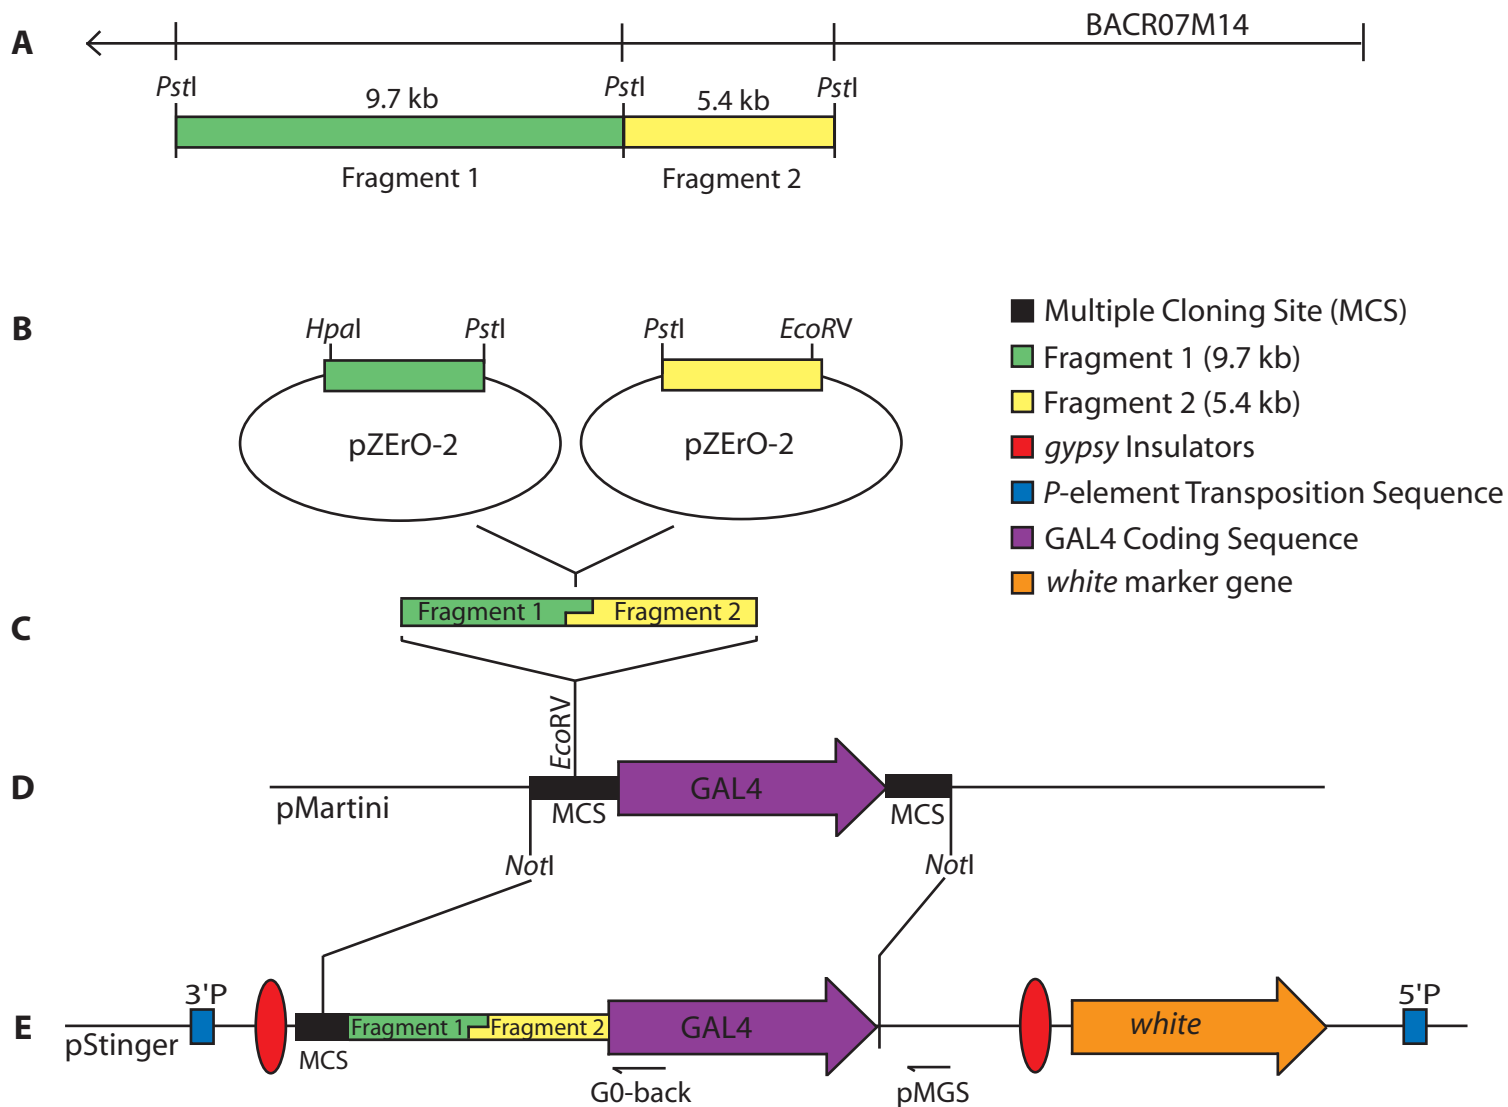 A
BACR07M14
PstI
9.7 kb
PstI
5.4 kb
PstI
Fragment 1
Fragment 2
B
HpaI
PstI
PstI
EcoRV
pZErO-2
pZErO-2
Multiple Cloning Site (MCS)
Fragment 1 (9.7 kb)
Fragment 2 (5.4 kb)
gypsy Insulators
P-element Transposition Sequence
GAL4 Coding Sequence
white marker gene
C
Fragment 1
Fragment 2
EcoRV
D
pMartini
MCS
GAL4
MCS
NotI
NotI
E
pStinger
3'P
MCS
Fragment 1
Fragment 2
GAL4
white
5'P
G0-back
pMGS